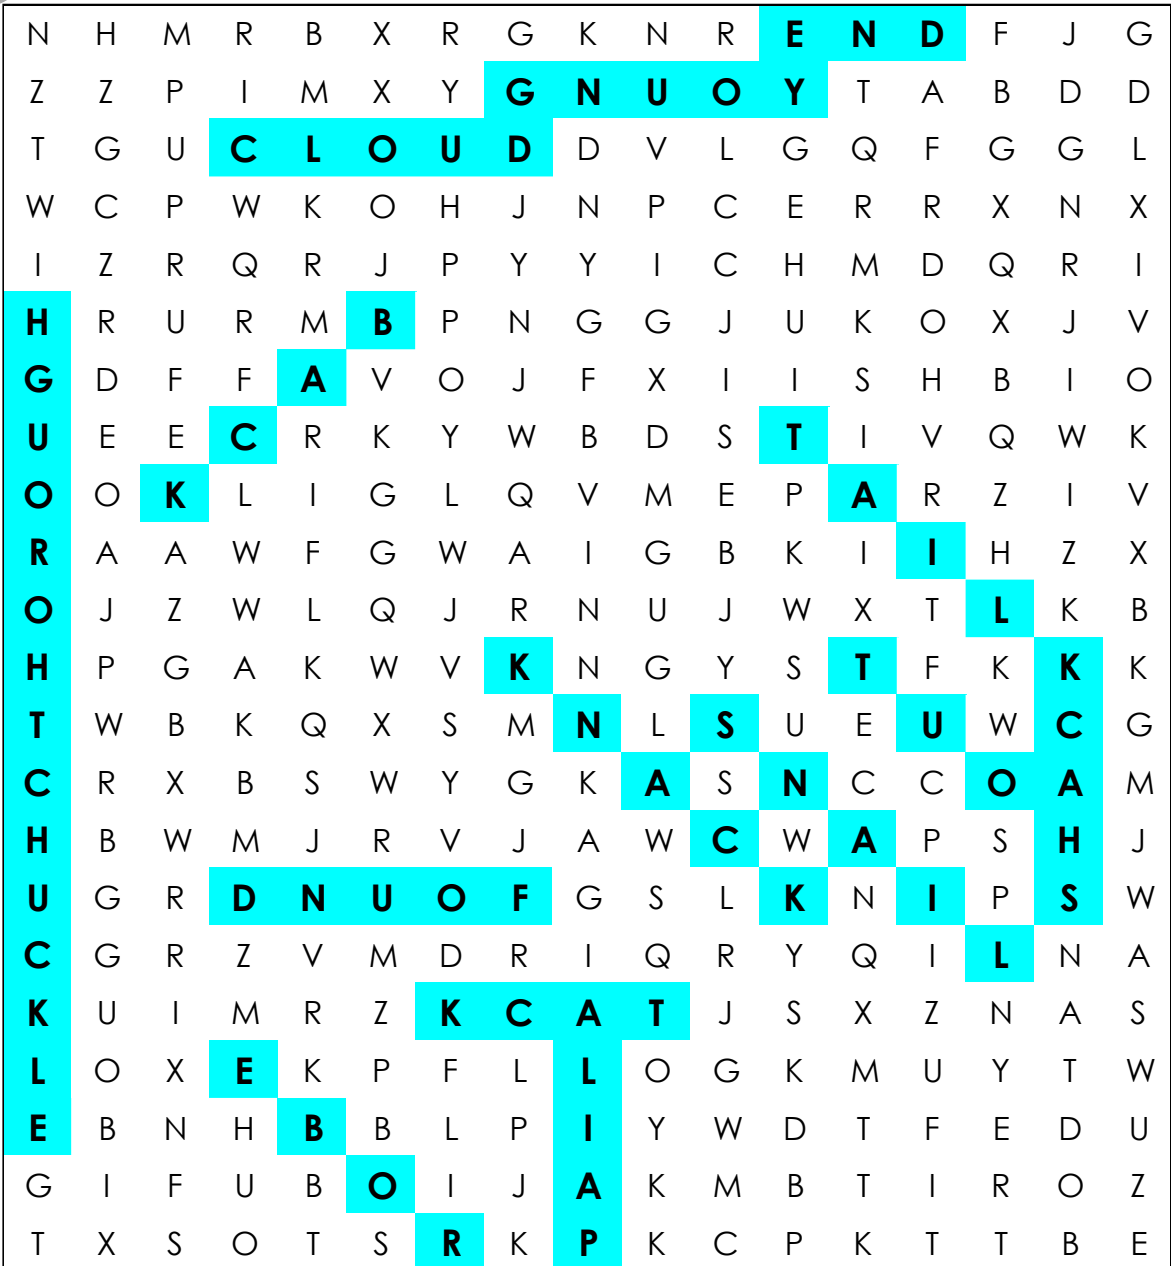 N H M R B X R G K N R E N D F J G
Z Z P I M X Y G N U O Y T A B D D
T G U C L O U D D V L G Q F G G L
W C P W K O H J N P C E R R X N X
I Z R Q R J P Y Y I C H M D Q R I
H R U R M B P N G G J U K O X J V
G D F F A V O J F X I I S H B I O
U E E C R K Y W B D S T I V Q W K
O O K L I G L Q V M E P A R Z I V
R A A W F G W A I G B K I I H Z X
O J Z W L Q J R N U J W X T L K B
H P G A K W V K N G Y S T F K K K
T W B K Q X S M N L S U E U W C G
C R X B S W Y G K A S N C C O A M
H B W M J R V J A W C W A P S H J
U G R D N U O F G S L K N I P S W
C G R Z V M D R I Q R Y Q I L N A
K U I M R Z K C A T J S X Z N A S
L O X E K P F L L O G K M U Y T W
E B N H B B L P I Y W D T F E D U
G I F U B O I J A K M B T I R O Z
T X S O T S R K P K C P K T T B E